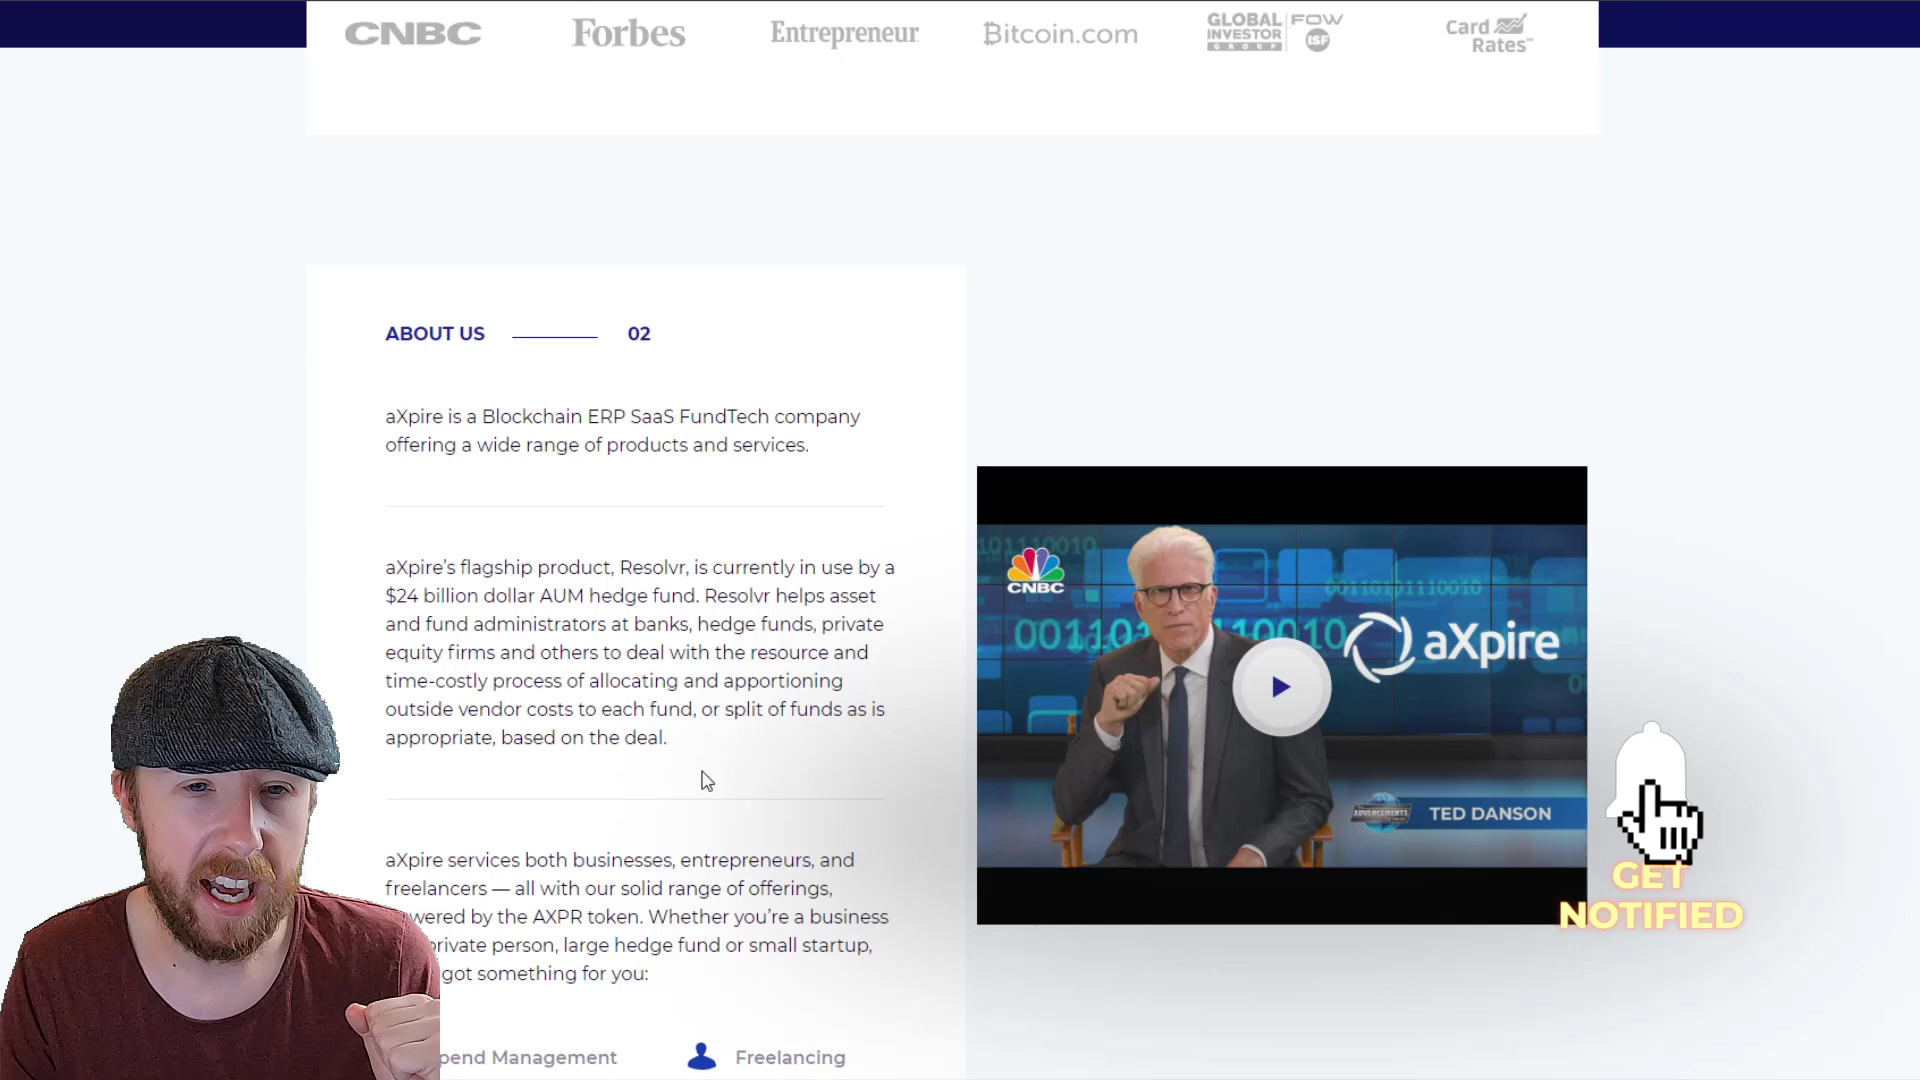 CNBC
Forbes
Entrepreneur
Bitcoin.com
GLOBAL INVESTOR GROUP
FOW
ISF
Card Rates™
ABOUT US
02
aXpire is a Blockchain ERP SaaS FundTech company
offering a wide range of products and services.
aXpire’s flagship product, Resolvr, is currently in use by a
$24 billion dollar AUM hedge fund. Resolvr helps asset
and fund administrators at banks, hedge funds, private
equity firms and others to deal with the resource and
time-costly process of allocating and apportioning
outside vendor costs to each fund, or split of funds as is
appropriate, based on the deal.
aXpire services both businesses, entrepreneurs, and
freelancers — all with our solid range of offerings,
wered by the AXPR token. Whether you’re a business
private person, large hedge fund or small startup,
got something for you:
pend Management
Freelancing
CNBC
aXpire
ADVANCEMENTS
TED DANSON
GET
NOTIFIED